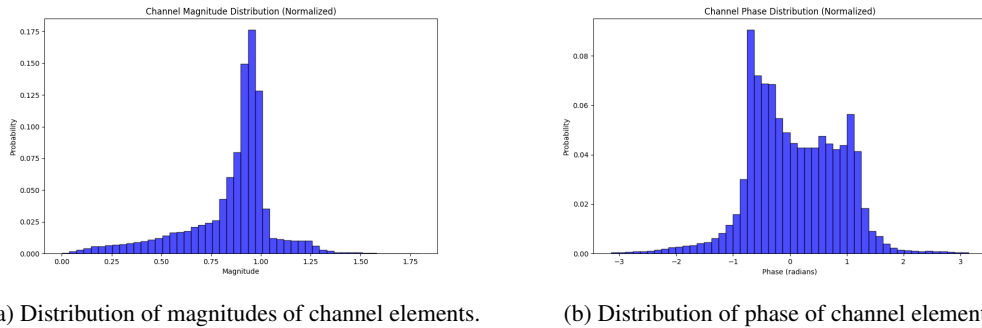 Channel Magnitude Distribution (Normalized)
Probability
0.175
0.150
0.125
0.100
0.075
0.050
0.025
0.000
0.00 0.25 0.50 0.75 1.00 1.25 1.50 1.75
Magnitude
Channel Phase Distribution (Normalized)
Probability
0.08
0.06
0.04
0.02
0.00
−3 −2 −1 0 1 2 3
Phase (radians)
a) Distribution of magnitudes of channel elements.
(b) Distribution of phase of channel element